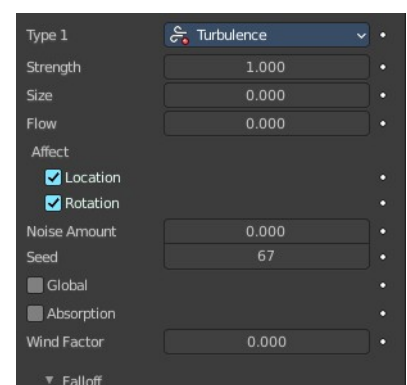 Type 1 Turbulence
Strength 1.000
Size 0.000
Flow 0.000
Affect
Location
Rotation
Noise Amount 0.000
Seed 67
Global
Absorption
Wind Factor 0.000
Falloff